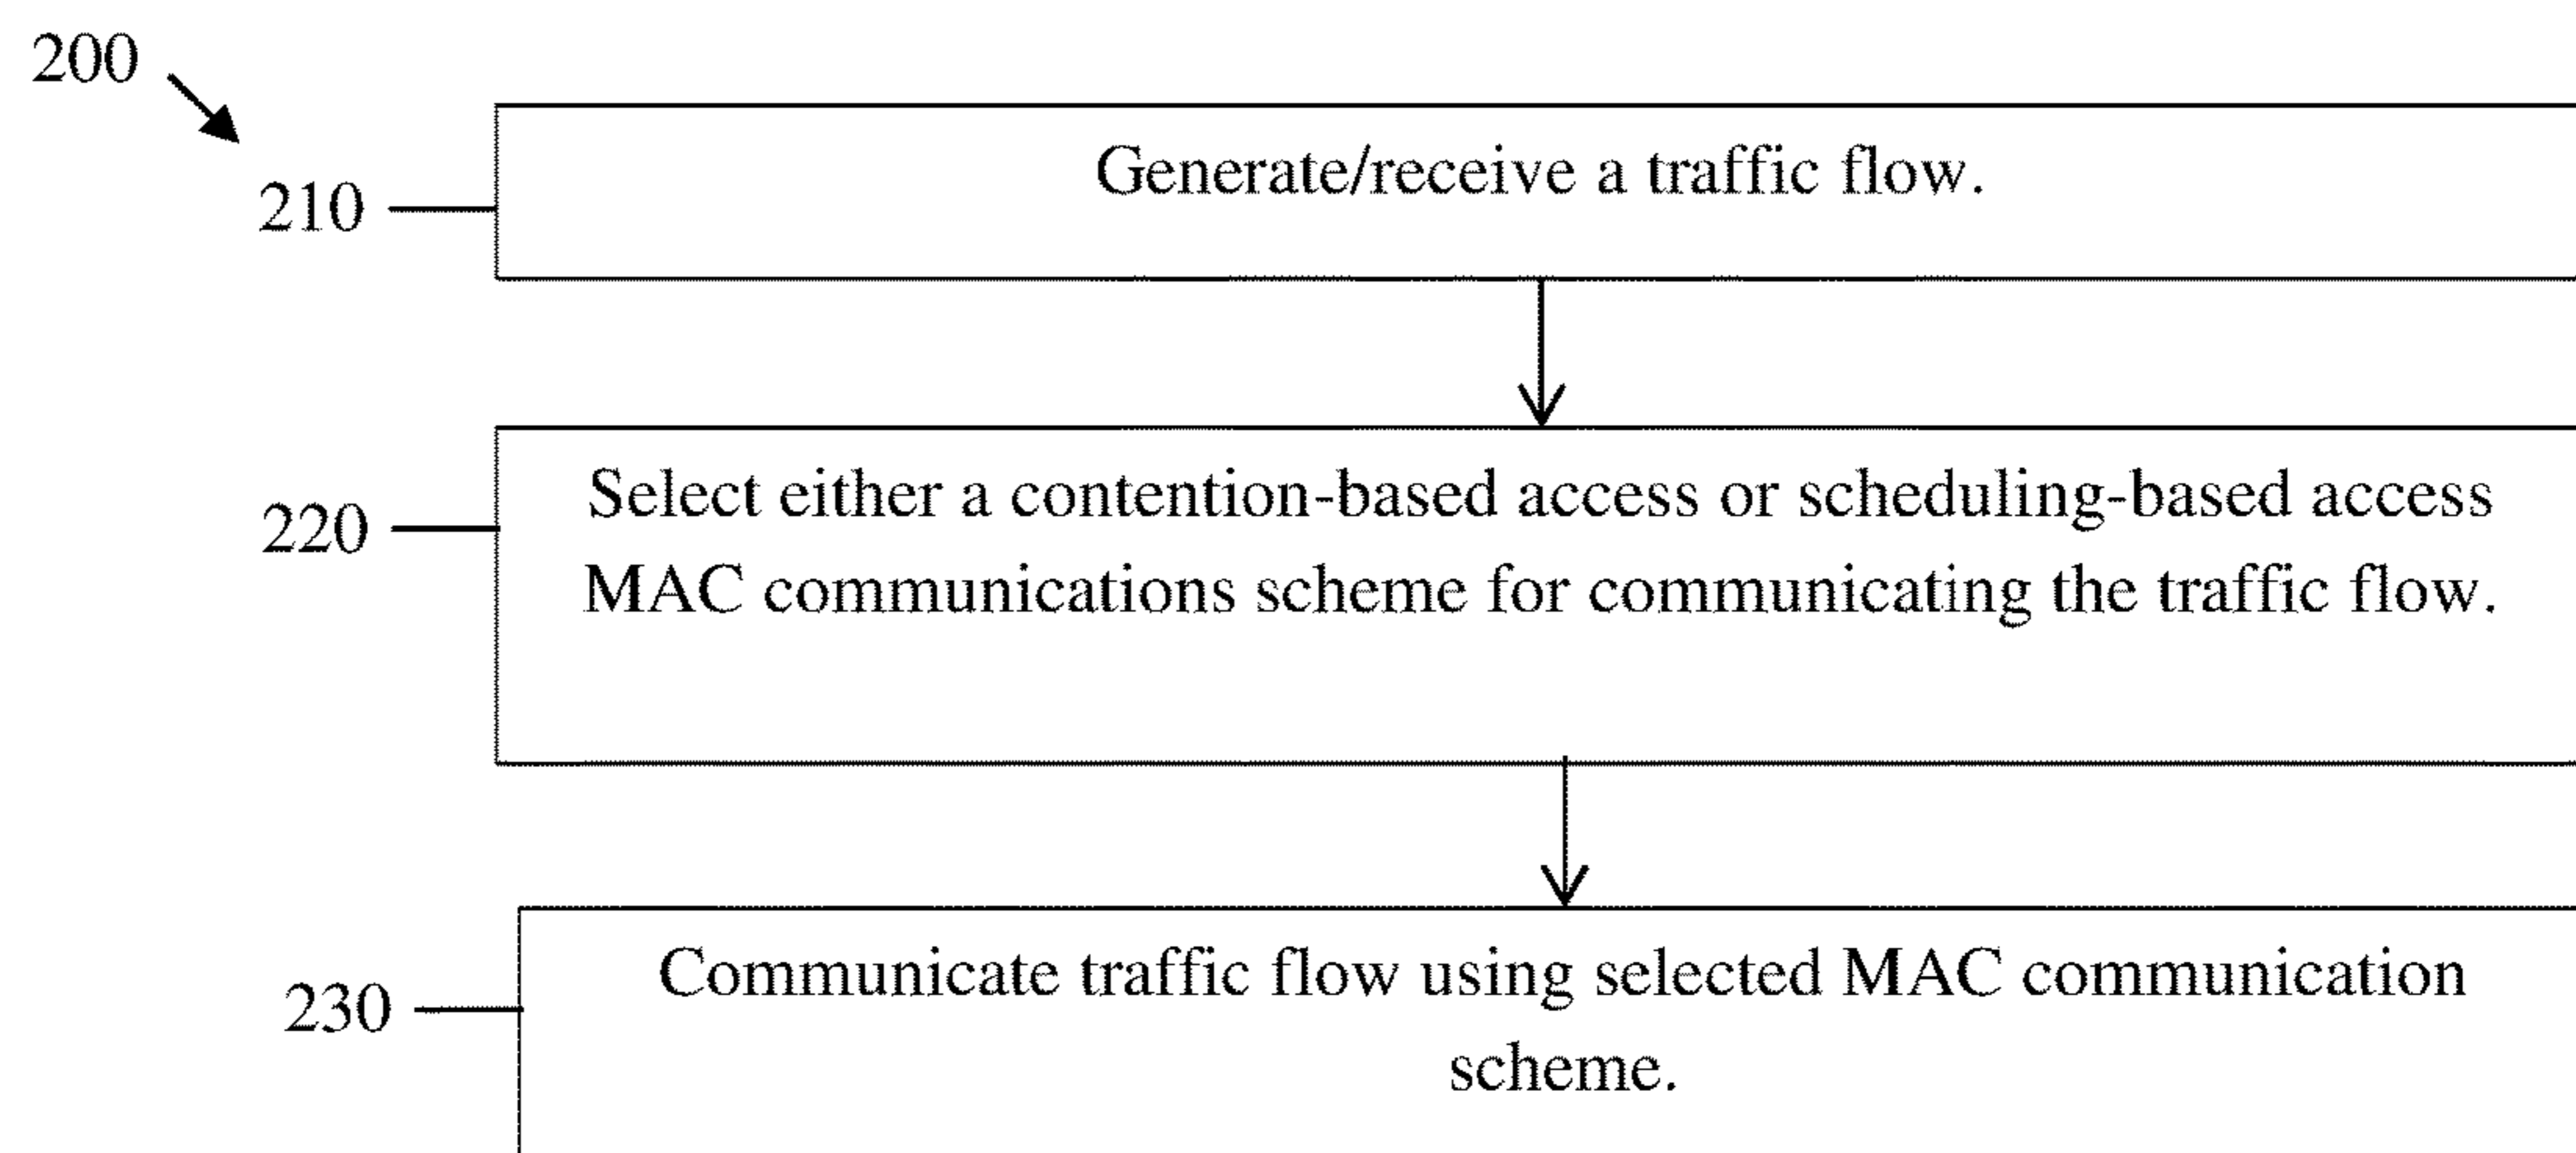 200
210
Generate/receive a traffic flow.
220
Select either a contention-based access or scheduling-based access
MAC communications scheme for communicating the traffic flow.
230
Communicate traffic flow using selected MAC communication
scheme.